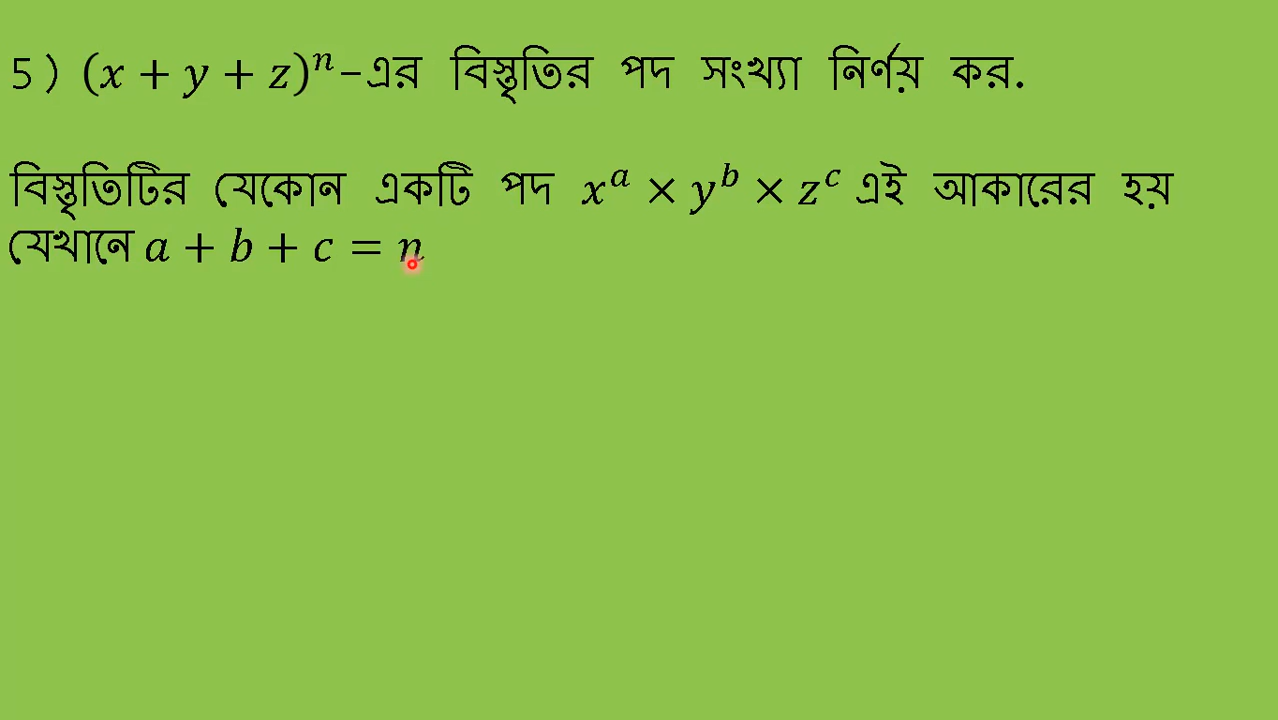 5) (x + y + z)ⁿ-এর বিস্তৃতির পদ সংখ্যা নির্ণয় কর.
বিস্তৃতিটির যেকোন একটি পদ xᵃ × yᵇ × zᶜ এই আকারের হয়
যেখানে a + b + c = n